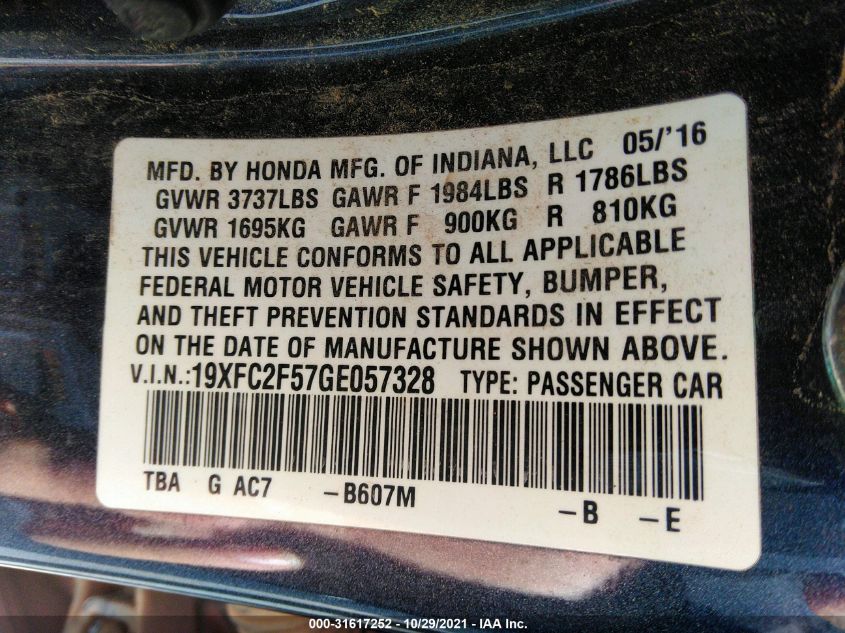 MFD. BY HONDA MFG. OF INDIANA, LLC 05/'16
GVWR 3737LBS GAWR F 1984LBS R 1786LBS
GVWR 1695KG GAWR F 900KG R 810KG
THIS VEHICLE CONFORMS TO ALL APPLICABLE
FEDERAL MOTOR VEHICLE SAFETY, BUMPER,
AND THEFT PREVENTION STANDARDS IN EFFECT
ON THE DATE OF MANUFACTURE SHOWN ABOVE.
V.I.N.:19XFC2F57GE057328 TYPE: PASSENGER CAR
TBA G AC7 -B607M -B -E
000-31617252 - 10/29/2021 - IAA Inc.